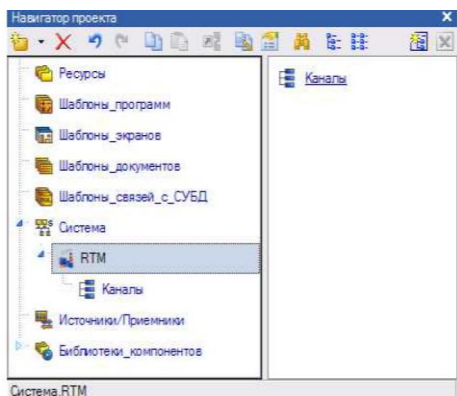 Навигатор проекта
Ресурсы
Шаблоны_программ
Шаблоны_экранов
Шаблоны_документов
Шаблоны_связей_с_СУБД
Система
RTM
Каналы
Источники/Приемники
Библиотеки_компонентов
Каналы
Система.RTM